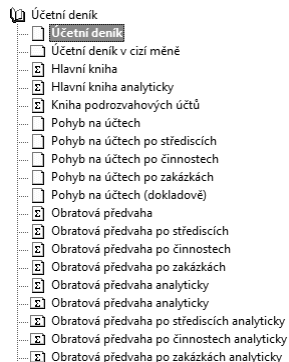 Účetní deník
Účetní deník
Účetní deník v cizí měně
Hlavní kniha
Hlavní kniha analyticky
Kniha podrozvahových účtů
Pohyb na účtech
Pohyb na účtech po střediscích
Pohyb na účtech po činnostech
Pohyb na účtech po zakázkách
Pohyb na účtech (dokladově)
Obratová předvaha
Obratová předvaha po střediscích
Obratová předvaha po činnostech
Obratová předvaha po zakázkách
Obratová předvaha analyticky
Obratová předvaha analyticky
Obratová předvaha po střediscích analyticky
Obratová předvaha po činnostech analyticky
Obratová předvaha po zakázkách analyticky